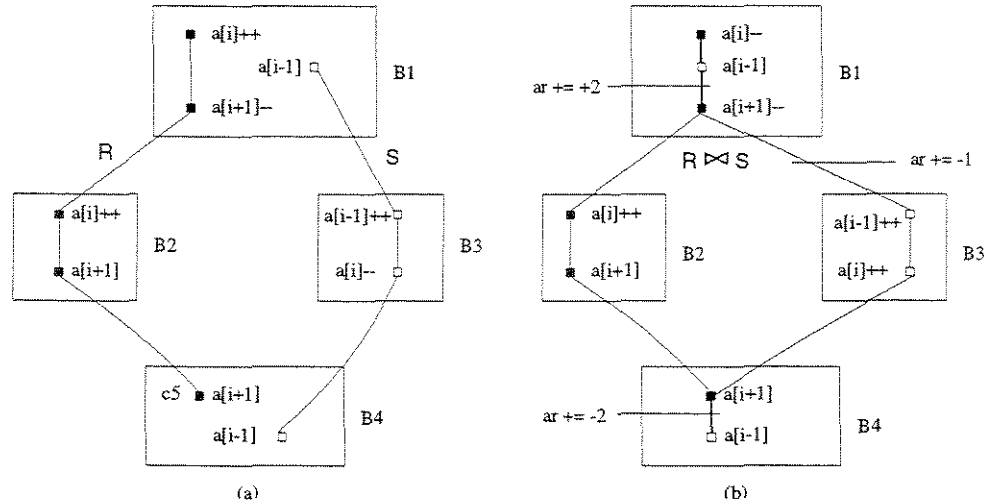 a[i]++
a[i-1]
B1
a[i+1]--
R
S
a[i]++
B2
a[i+1]
a[i-1]++
B3
a[i]--
c5
a[i+1]
a[i-1]
B4
(a)
a[i]--
a[i-1]
B1
ar += +2
a[i+1]--
R ⋈ S
ar += -1
a[i]++
B2
a[i+1]
a[i-1]++
B3
a[i]++
a[i+1]
ar += -2
a[i-1]
B4
(b)